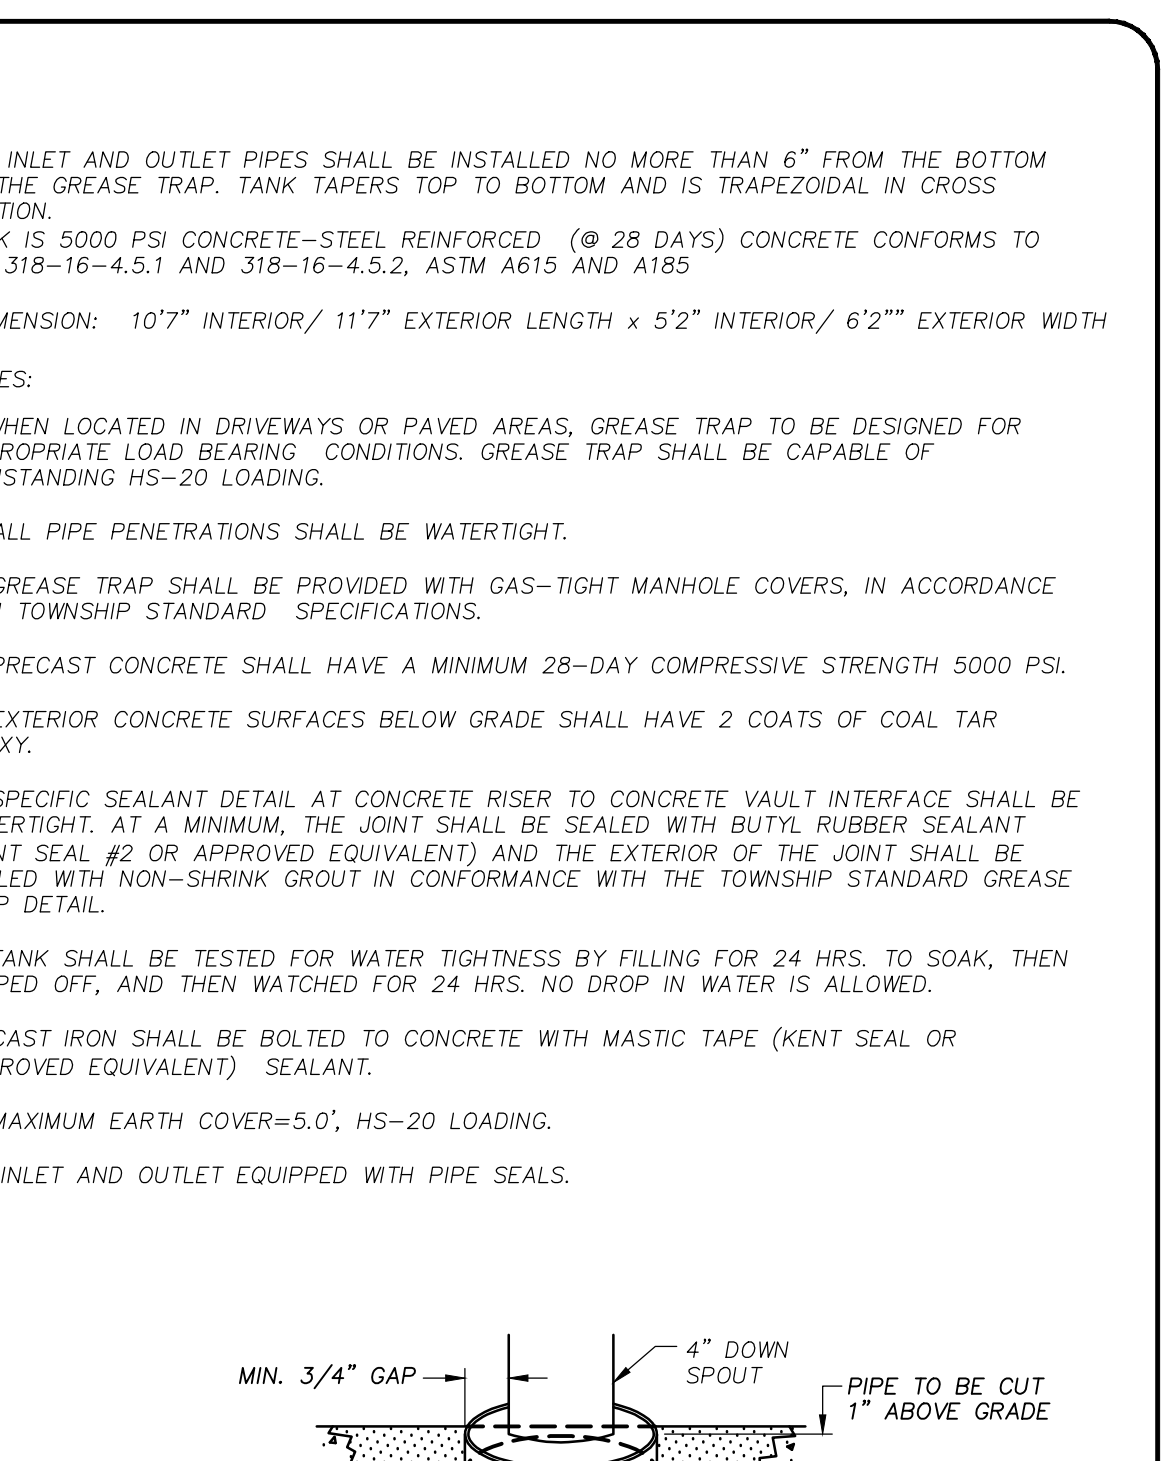 INLET AND OUTLET PIPES SHALL BE INSTALLED NO MORE THAN 6" FROM THE BOTTOM
THE GREASE TRAP. TANK TAPERS TOP TO BOTTOM AND IS TRAPEZOIDAL IN CROSS
TION.
K IS 5000 PSI CONCRETE-STEEL REINFORCED (@ 28 DAYS) CONCRETE CONFORMS TO
318-16-4.5.1 AND 318-16-4.5.2, ASTM A615 AND A185
MENSION: 10'7" INTERIOR/ 11'7" EXTERIOR LENGTH x 5'2" INTERIOR/ 6'2"" EXTERIOR WIDTH
ES:
WHEN LOCATED IN DRIVEWAYS OR PAVED AREAS, GREASE TRAP TO BE DESIGNED FOR
ROPRIATE LOAD BEARING CONDITIONS. GREASE TRAP SHALL BE CAPABLE OF
STANDING HS-20 LOADING.
ALL PIPE PENETRATIONS SHALL BE WATERTIGHT.
GREASE TRAP SHALL BE PROVIDED WITH GAS-TIGHT MANHOLE COVERS, IN ACCORDANCE
TOWNSHIP STANDARD SPECIFICATIONS.
PRECAST CONCRETE SHALL HAVE A MINIMUM 28-DAY COMPRESSIVE STRENGTH 5000 PSI.
EXTERIOR CONCRETE SURFACES BELOW GRADE SHALL HAVE 2 COATS OF COAL TAR
XY.
SPECIFIC SEALANT DETAIL AT CONCRETE RISER TO CONCRETE VAULT INTERFACE SHALL BE
ERTIGHT. AT A MINIMUM, THE JOINT SHALL BE SEALED WITH BUTYL RUBBER SEALANT
NT SEAL #2 OR APPROVED EQUIVALENT) AND THE EXTERIOR OF THE JOINT SHALL BE
LED WITH NON-SHRINK GROUT IN CONFORMANCE WITH THE TOWNSHIP STANDARD GREASE
P DETAIL.
TANK SHALL BE TESTED FOR WATER TIGHTNESS BY FILLING FOR 24 HRS. TO SOAK, THEN
PED OFF, AND THEN WATCHED FOR 24 HRS. NO DROP IN WATER IS ALLOWED.
CAST IRON SHALL BE BOLTED TO CONCRETE WITH MASTIC TAPE (KENT SEAL OR
ROVED EQUIVALENT) SEALANT.
MAXIMUM EARTH COVER=5.0', HS-20 LOADING.
INLET AND OUTLET EQUIPPED WITH PIPE SEALS.
4" DOWN
SPOUT
MIN. 3/4" GAP
PIPE TO BE CUT
1" ABOVE GRADE